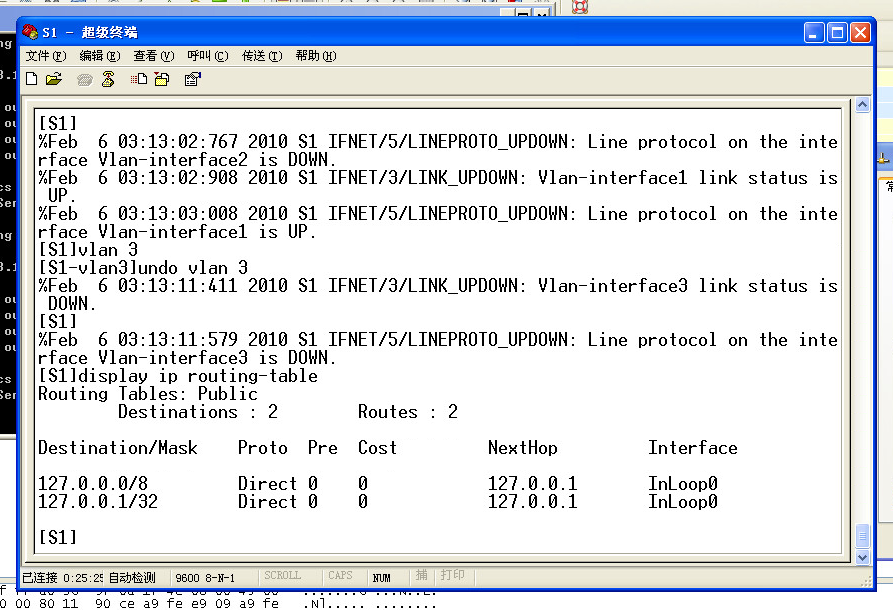 S1 - 超级终端
文件(F) 编辑(E) 查看(V) 呼叫(C) 传送(T) 帮助(H)
[S1]
%Feb  6 03:13:02:767 2010 S1 IFNET/5/LINEPROTO_UPDOWN: Line protocol on the inte
rface Vlan-interface2 is DOWN.
%Feb  6 03:13:02:908 2010 S1 IFNET/3/LINK_UPDOWN: Vlan-interface1 link status is
 UP.
%Feb  6 03:13:03:008 2010 S1 IFNET/5/LINEPROTO_UPDOWN: Line protocol on the inte
rface Vlan-interface1 is UP.
[S1]vlan 3
[S1-vlan3]undo vlan 3
%Feb  6 03:13:11:411 2010 S1 IFNET/3/LINK_UPDOWN: Vlan-interface3 link status is
 DOWN.
[S1]
%Feb  6 03:13:11:579 2010 S1 IFNET/5/LINEPROTO_UPDOWN: Line protocol on the inte
rface Vlan-interface3 is DOWN.
[S1]display ip routing-table
Routing Tables: Public
        Destinations : 2        Routes : 2
Destination/Mask    Proto  Pre  Cost         NextHop         Interface
127.0.0.0/8         Direct 0    0            127.0.0.1       InLoop0
127.0.0.1/32        Direct 0    0            127.0.0.1       InLoop0
[S1]
已连接 0:25:25 自动检测 9600 8-N-1 SCROLL CAPS NUM 捕 打印
00 80 11 90 ce a9 fe e9 09 a9 fe